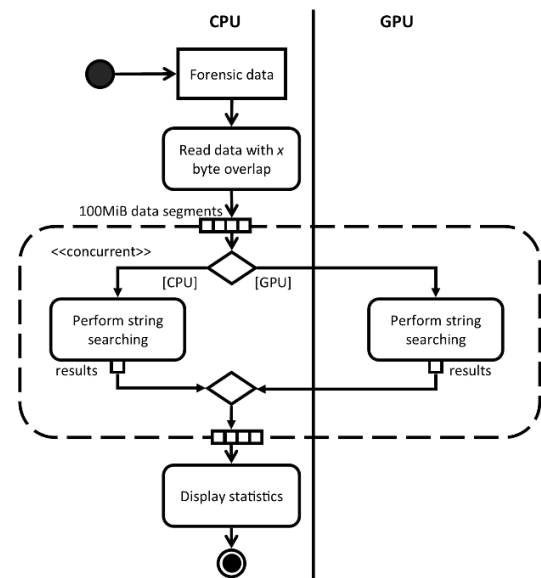 CPU
GPU
Forensic data
Read data with x
byte overlap
100MiB data segments
<<concurrent>>
[CPU]
[GPU]
Perform string
searching
Perform string
searching
results
results
Display statistics